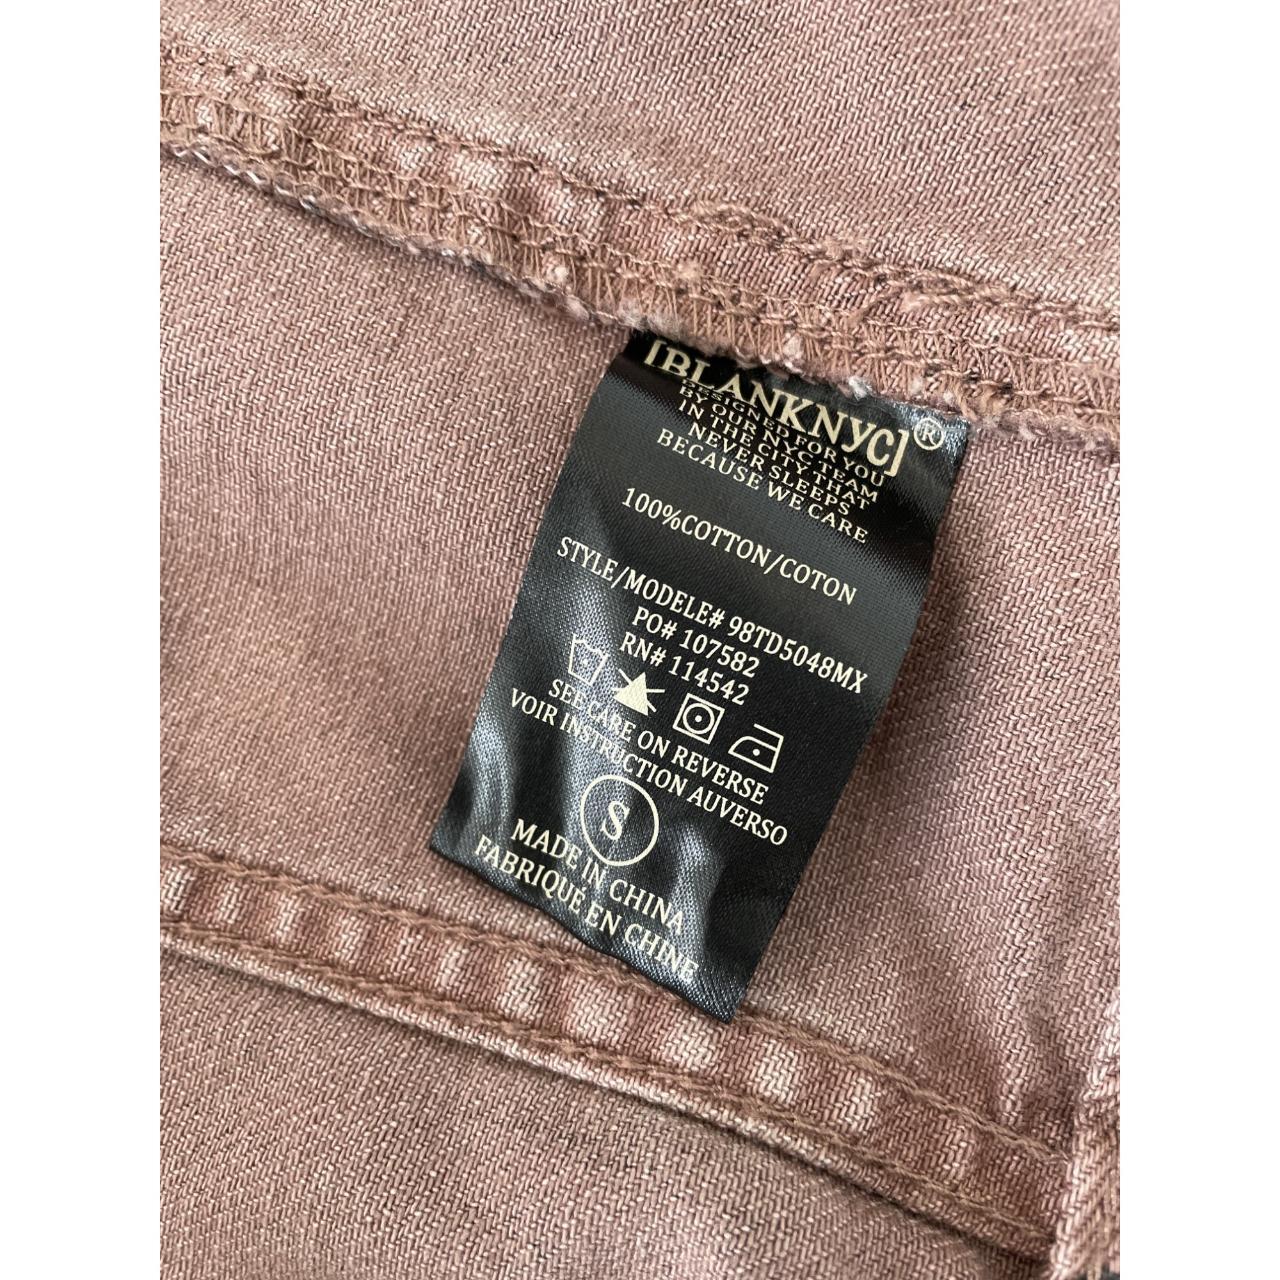 [BLANKNYC]®
DESIGNED FOR YOU
BY OUR NYC TEAM
IN THE CITY THAT
NEVER SLEEPS
BECAUSE WE CARE
100%COTTON/COTON
STYLE/MODELE# 98TD5048MX
PO# 107582
RN# 114542
SEE CARE ON REVERSE
VOIR INSTRUCTION AUVERSO
S
MADE IN CHINA
FABRIQUÉ EN CHINE